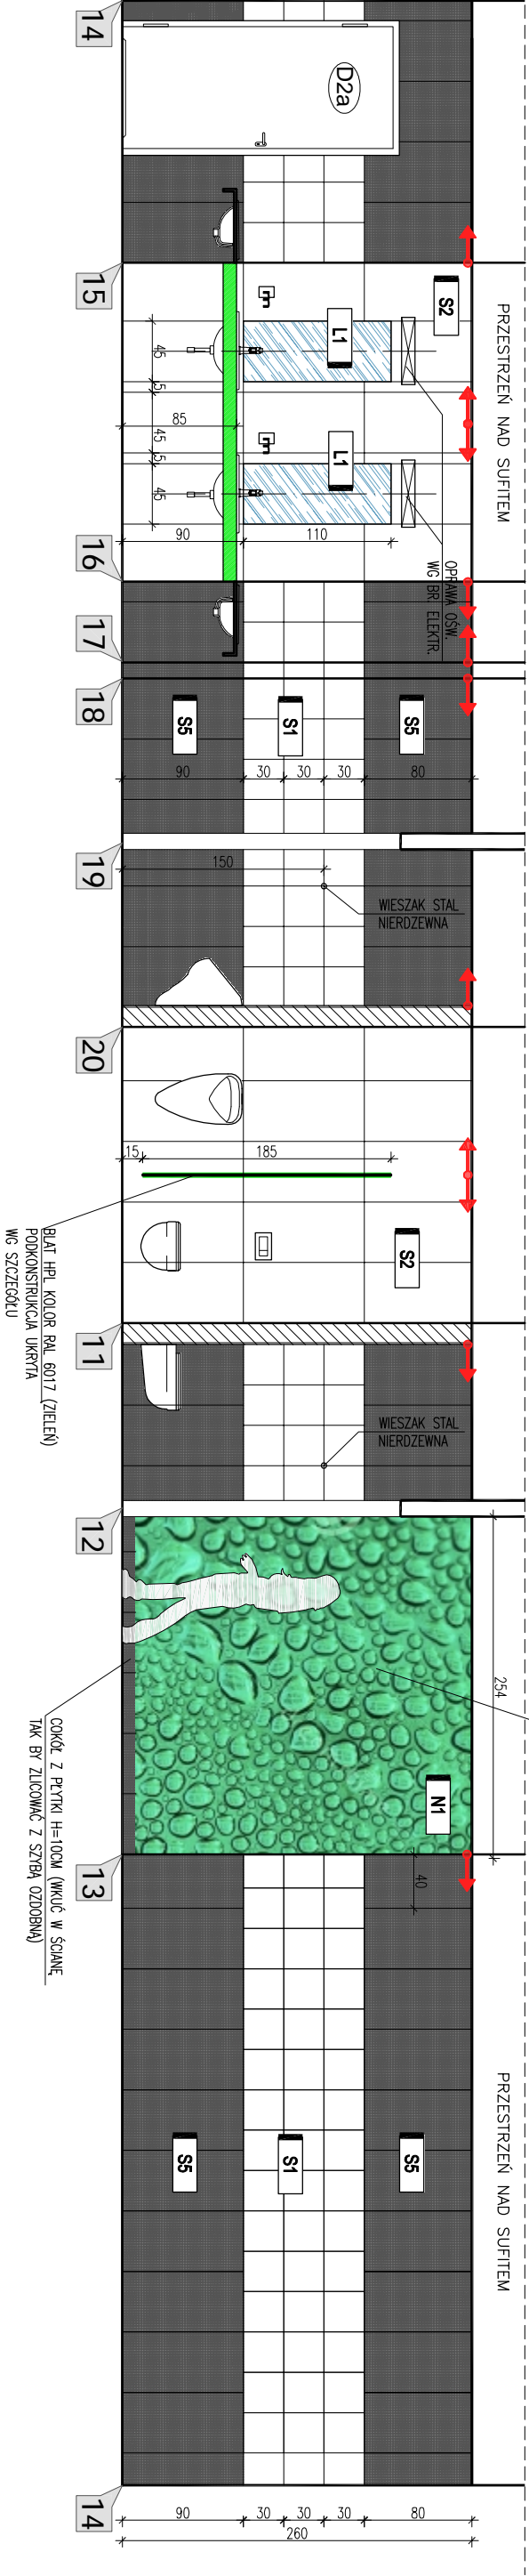 PRZESTRZEŃ NAD SUFITEM
PRZESTRZEŃ NAD SUFITEM
D2a
S2
L1
L1
m
m
45
5
45
5
45
85
90
110
OPRAWA OŚW.
WG BR. ELEKTR.
S5
S1
S5
90
30
30
30
80
150
WIESZAK STAL
NIERDZEWNA
15
185
S2
BLAT HPL KOLOR RAL 6017 (ZIELEŃ)
PODKONSTRUKCJA UKRYTA
WG SZCZEGÓŁU
WIESZAK STAL
NIERDZEWNA
254
N1
COKÓŁ Z PŁYTKI H=10CM (WKUĆ W ŚCIANĘ
TAK BY ZLICOWAĆ Z SZYBĄ OZDOBNĄ)
40
S5
S1
S5
90
30
30
30
80
260
14
15
16
17
18
19
20
11
12
13
14